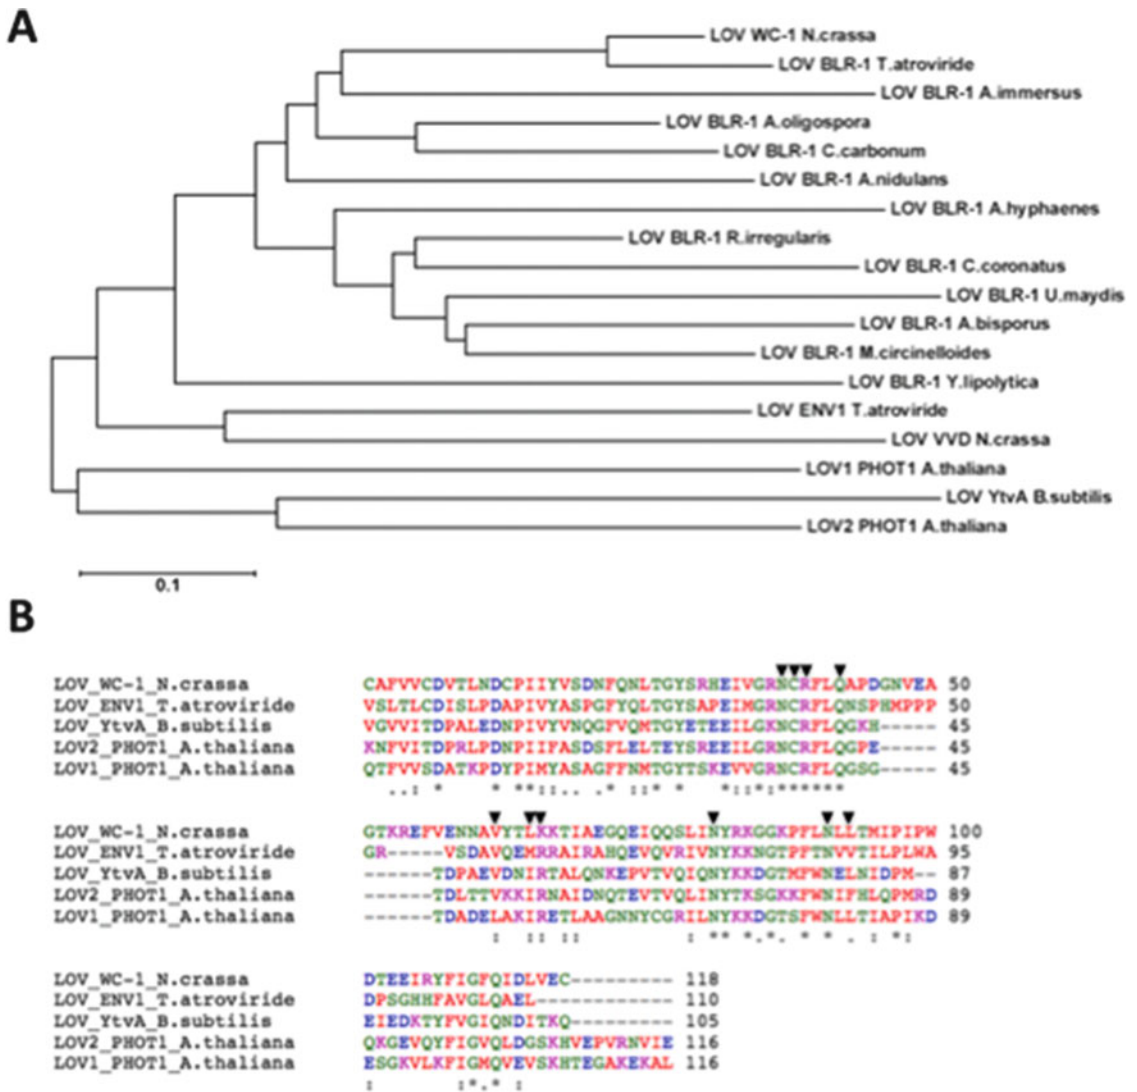 A
LOV WC-1 N.crassa
LOV BLR-1 T.atroviride
LOV BLR-1 A.immersus
LOV BLR-1 A.oligospora
LOV BLR-1 C.carbonum
LOV BLR-1 A.nidulans
LOV BLR-1 A.hyphaenes
LOV BLR-1 R.irregularis
LOV BLR-1 C.coronatus
LOV BLR-1 U.maydis
LOV BLR-1 A.bisporus
LOV BLR-1 M.circinelloides
LOV BLR-1 Y.lipolytica
LOV ENV1 T.atroviride
LOV VVD N.crassa
LOV1 PHOT1 A.thaliana
LOV YtvA B.subtilis
LOV2 PHOT1 A.thaliana
0.1
B
LOV_WC-1_N.crassa CAFVVCDVTLNDCPIIYVSDNFQNLTGYSRHEIVGRNCRFLQAPDGNVEA 50
LOV_ENV1_T.atroviride VSLTLCDISLPDAPVIYASPGFYQLTGYSAPEIMGRNCRFLQNSPHMPPP 50
LOV_YtvA_B.subtilis VGVVITDPALEDNPIVYVNQGFVQMTGYETEEILGKNCRFLQGKH----- 45
LOV2_PHOT1_A.thaliana KNFVITDPRLPDNPIIFASDSFLELTEYSREEILGRNCRFLQGPE----- 45
LOV1_PHOT1_A.thaliana QTFVVSDATKPDYPIMYASAGFFNMTGYTSKEVVGRNCRFLQGSG----- 45
..: * * *::.. .* :: * *::*:******
LOV_WC-1_N.crassa GTKREFVENNAVYTLKKTIAEGQEIQQSLINYRKGGKPFLNLLTMIPIPW 100
LOV_ENV1_T.atroviride GR-----VSDAVQEMRRAIRAHQEVQVRIVNYKKNGTPFTNVVTILPLWA 95
LOV_YtvA_B.subtilis ------TDPAEVDNIRTALQNKEPVTVQIQNYKKDGTMFWNELNIDPM-- 87
LOV2_PHOT1_A.thaliana ------TDLTTVKKIRNAIDNQTEVTVQLINYTKSGKKFWNIFHLQPMRD 89
LOV1_PHOT1_A.thaliana ------TDADELAKIRETLAAGNNYCGRILNYKKDGTSFWNLLTIAPIKD 89
: :: :: : ** *.*. * * . : *:
LOV_WC-1_N.crassa DTEEIRYFIGFQIDLVEC--------- 118
LOV_ENV1_T.atroviride DPSGHHFAVGLQAEL------------ 110
LOV_YtvA_B.subtilis EIEDKTYFVGIQNDITKQ--------- 105
LOV2_PHOT1_A.thaliana QKGEVQYFIGVQLDGSKHVEPVRNVIE 116
LOV1_PHOT1_A.thaliana ESGKVLKFIGMQVEVSKHTEGAKEKAL 116
: :*.* :